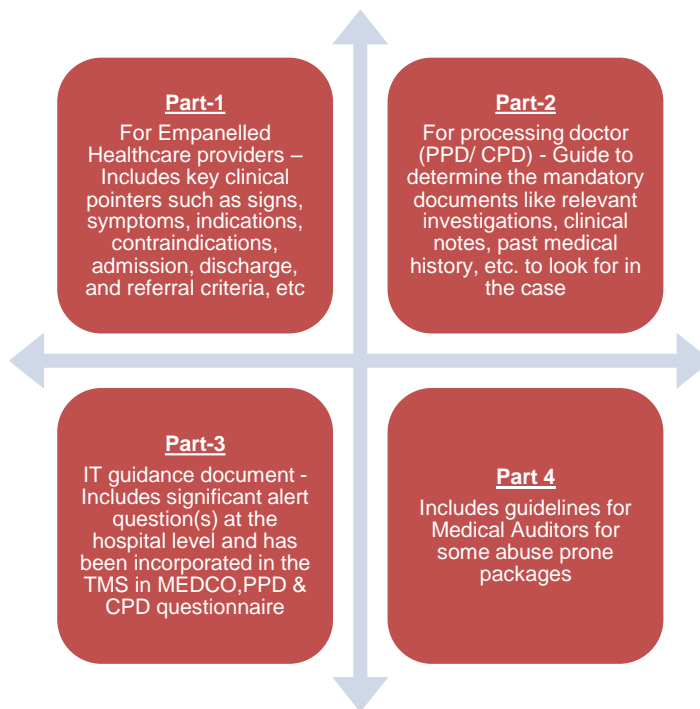 Part-1
For Empanelled
Healthcare providers –
Includes key clinical
pointers such as signs,
symptoms, indications,
contraindications,
admission, discharge,
and referral criteria, etc
Part-2
For processing doctor
(PPD/ CPD) - Guide to
determine the mandatory
documents like relevant
investigations, clinical
notes, past medical
history, etc. to look for in
the case
Part-3
IT guidance document -
Includes significant alert
question(s) at the
hospital level and has
been incorporated in the
TMS in MEDCO,PPD &
CPD questionnaire
Part 4
Includes guidelines for
Medical Auditors for
some abuse prone
packages